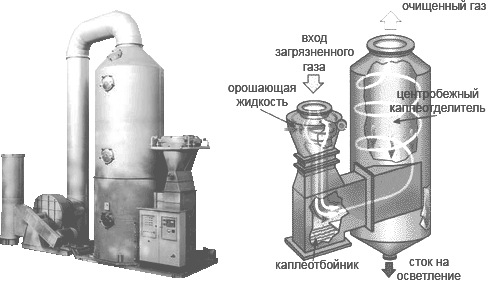 очищенный газ
вход
загрязненного
газа
орошающая
жидкость
центробежный
каплеотделитель
каплеотбойник
сток на
осветление